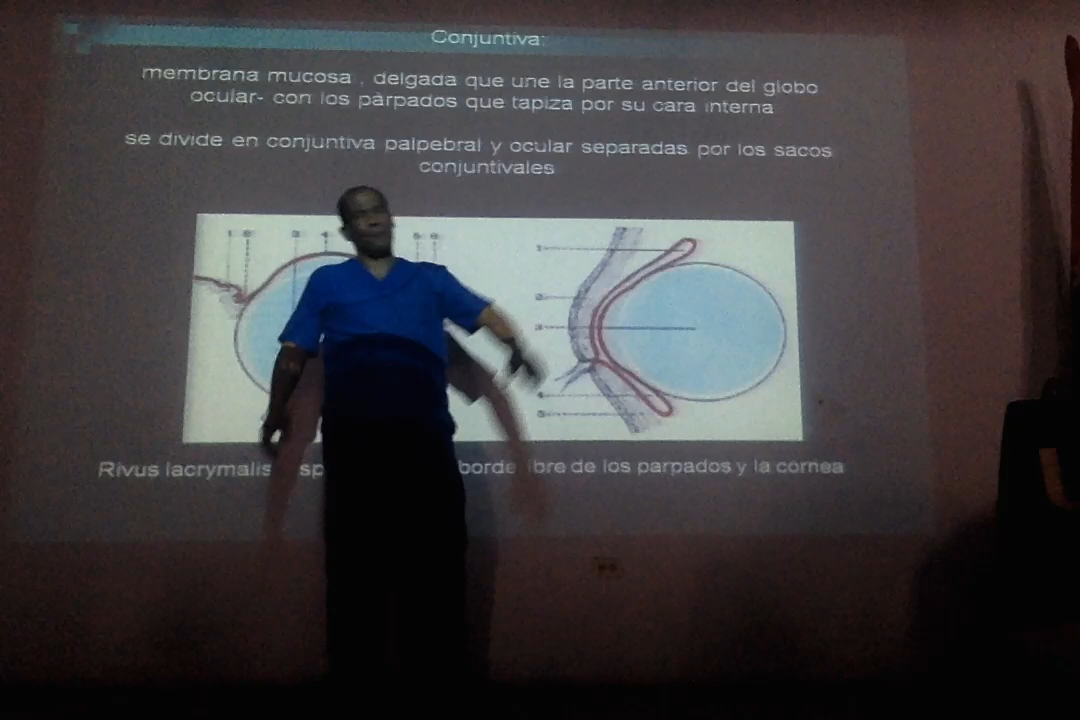 Conjuntiva:
membrana mucosa , delgada que une la parte anterior del globo
ocular- con los pàrpados que tapiza por su cara interna
se divide en conjuntiva palpebral y ocular separadas por los sacos
conjuntivales
Rivus lacrymalis borde ibre de los parpados y la cornea